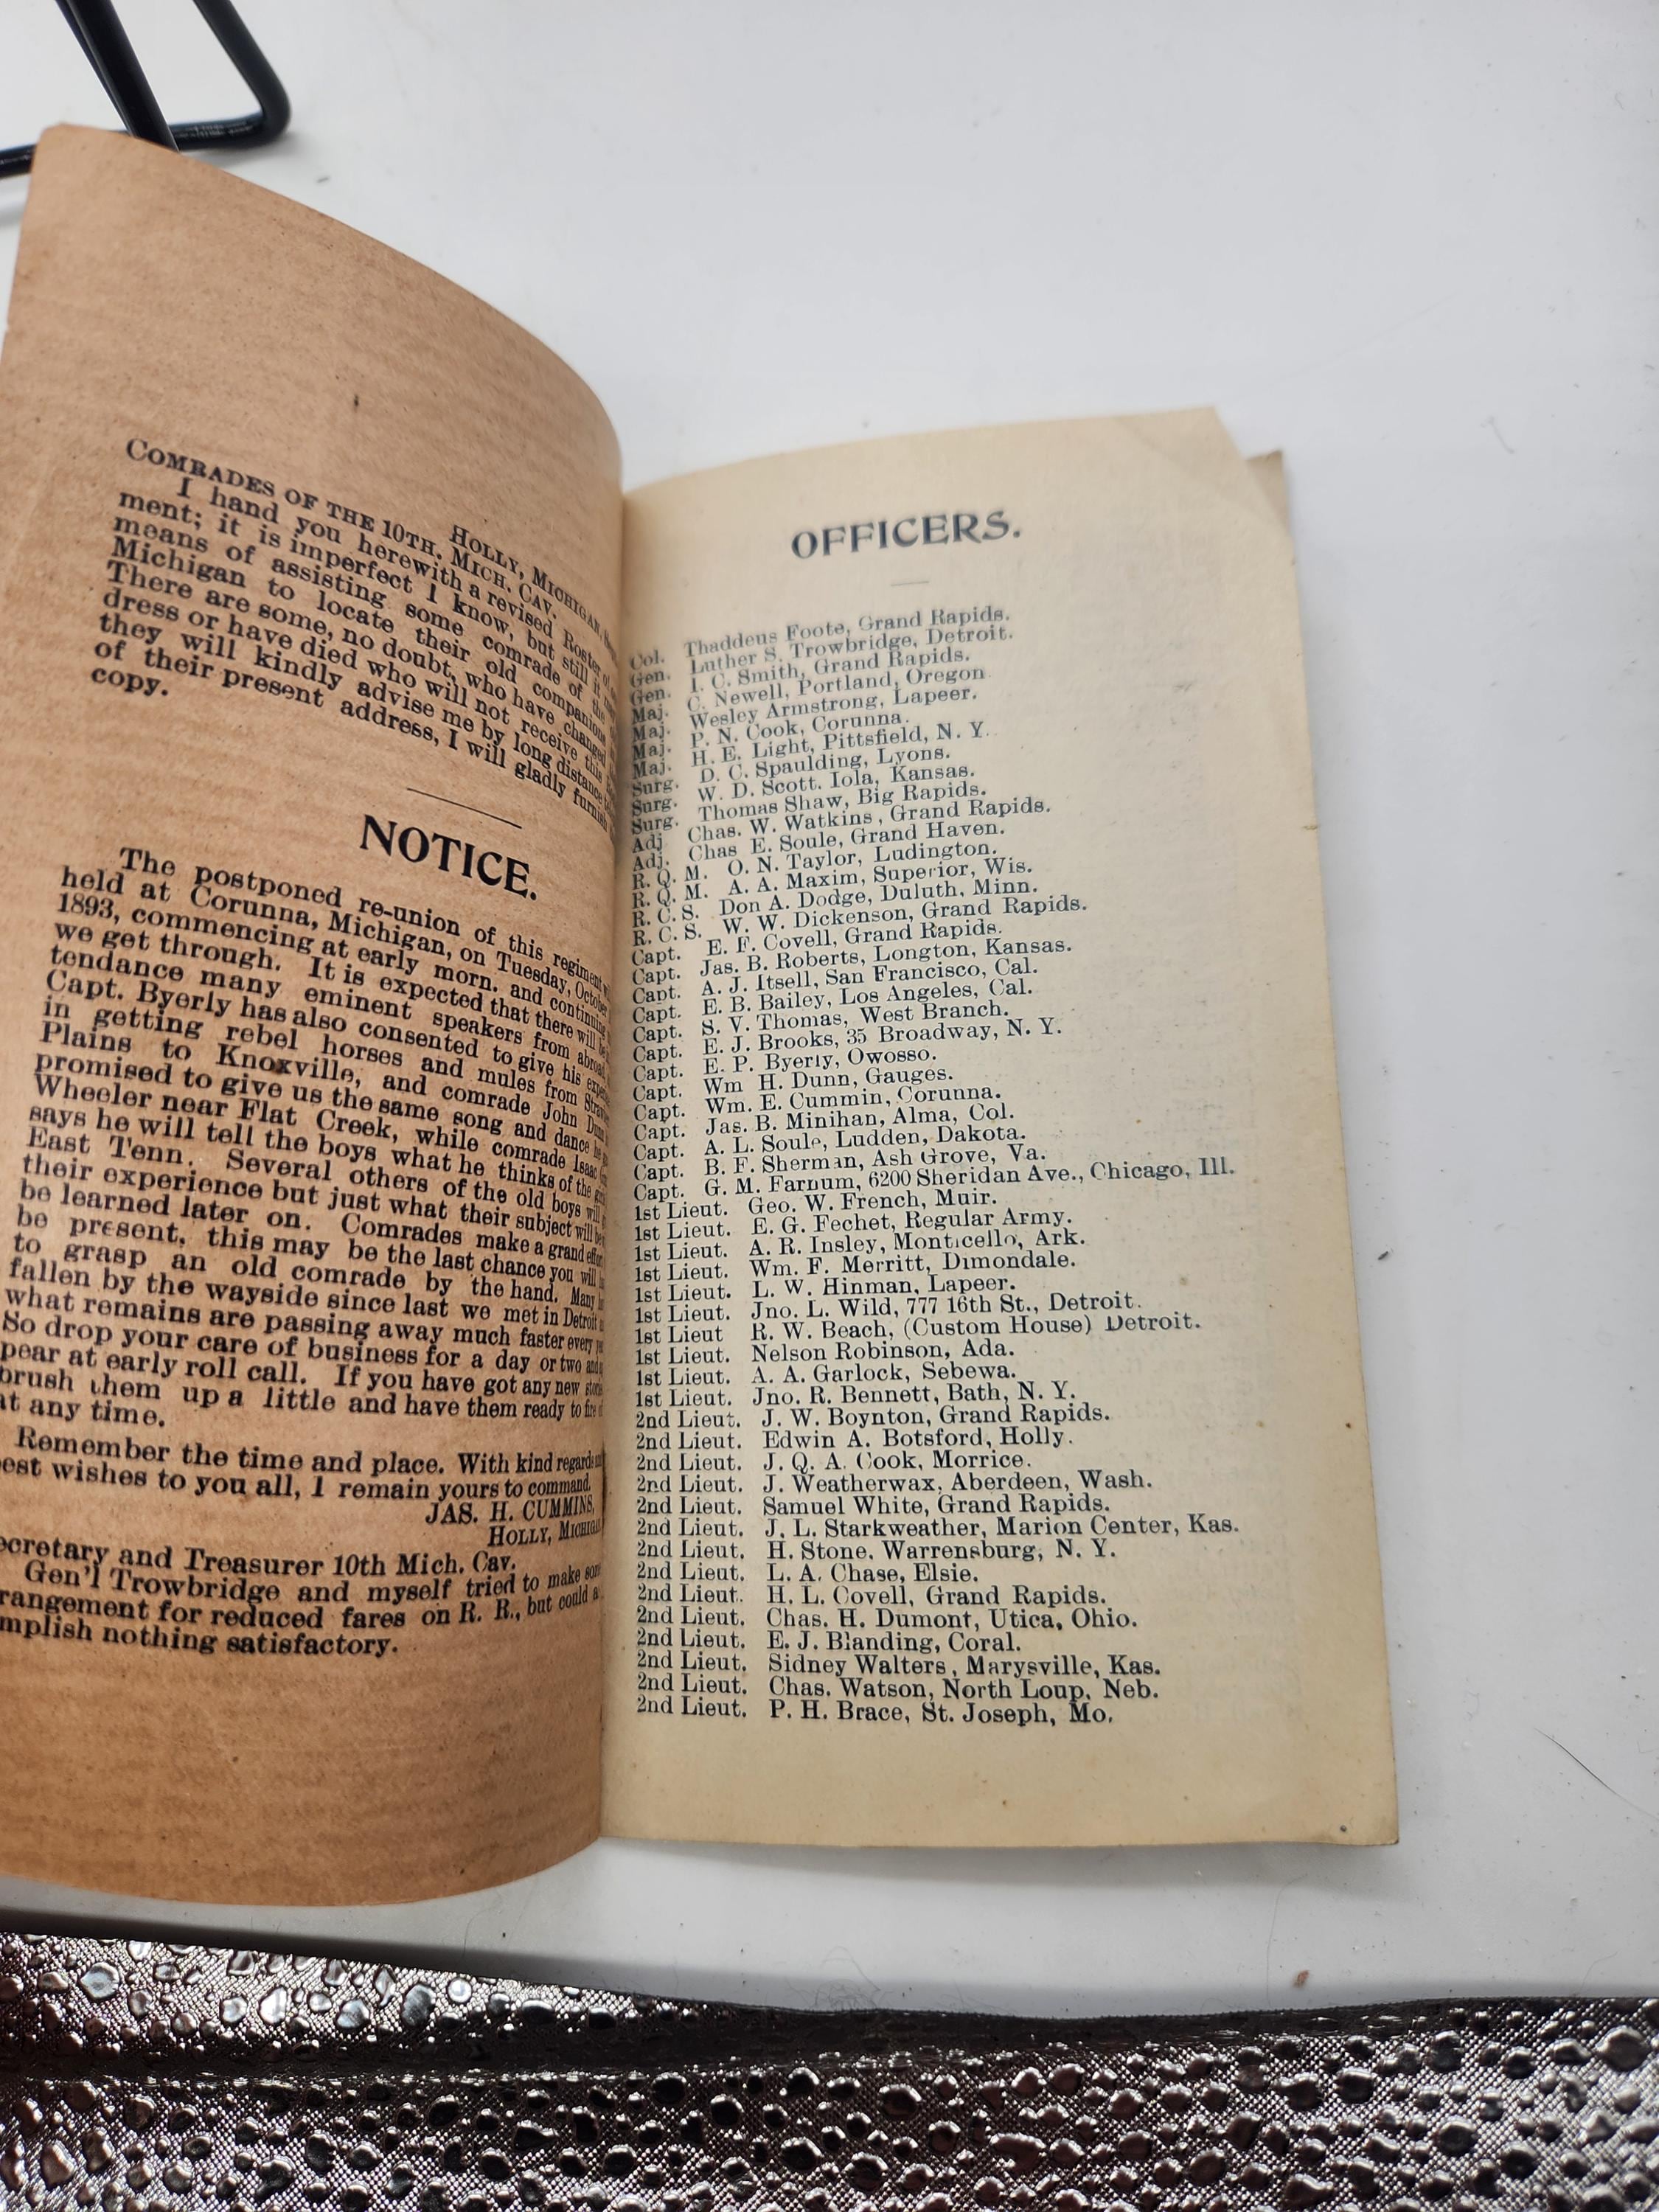 HOLLY, MICHIGAN,
COMRADES OF THE 10TH. MICH. CAV.
I hand you herewith a revised Roster of
ment; it is imperfect I know, but still it
means of assisting some comrade of the
Michigan to locate their old companions
There are some, no doubt, who have changed
dress or have died who will not receive this
they will kindly advise me by long distance
of their present address, I will gladly furnish
copy.
NOTICE.
The postponed re-union of this regiment
held at Corunna, Michigan, on Tuesday, October
1893, commencing at early morn. and continuing
we get through. It is expected that there will be
tendance many eminent speakers from abroad,
Capt. Byerly has also consented to give his
in getting rebel horses and mules from
Plains to Knoxville, and comrade John Dunn
promised to give us the same song and dance he
Wheeler near Flat Creek, while comrade Isaac
says he will tell the boys what he thinks of the
East Tenn. Several others of the old boys will
their experience but just what their subject will be
be learned later on. Comrades make a grand effort
be present, this may be the last chance you will
to grasp an old comrade by the hand. Many
fallen by the wayside since last we met in Detroit
what remains are passing away much faster every
So drop your care of business for a day or two and
pear at early roll call. If you have got any new
brush them up a little and have them ready to fire
at any time.
Remember the time and place. With kind regards
est wishes to you all, I remain yours to command.
JAS. H. CUMMINS,
HOLLY, MICHIGAN
ecretary and Treasurer 10th Mich. Cav.
Gen'l Trowbridge and myself tried to make
rangement for reduced fares on R. R., but could
mplish nothing satisfactory.
OFFICERS.
Col. Thaddeus Foote, Grand Rapids.
Gen. Luther S. Trowbridge, Detroit.
Gen. I. C. Smith, Grand Rapids.
Maj. C. Newell, Portland, Oregon
Maj. Wesley Armstrong, Lapeer.
Maj. P. N. Cook, Corunna.
Maj. H. E. Light, Pittsfield, N. Y.
Surg. D. C. Spaulding, Lyons.
Surg. W. D. Scott. Iola, Kansas.
Surg. Thomas Shaw, Big Rapids.
Adj Chas. W. Watkins, Grand Rapids.
Adj. Chas E. Soule, Grand Haven.
R. Q. M. O. N. Taylor, Ludington.
R. Q. M. A. A. Maxim, Superior, Wis.
R. C. S. Don A. Dodge, Duluth, Minn.
R. C. S. W. W. Dickenson, Grand Rapids.
Capt. E. F. Covell, Grand Rapids.
Capt. Jas. B. Roberts, Longton, Kansas.
Capt. A. J. Itsell, San Francisco, Cal.
Capt. E. B. Bailey, Los Angeles, Cal.
Capt. S. V. Thomas, West Branch.
Capt. E. J. Brooks, 35 Broadway, N. Y.
Capt. E. P. Byerly, Owosso.
Capt. Wm H. Dunn, Gauges.
Capt. Wm. E. Cummin, Corunna.
Capt. Jas. B. Minihan, Alma, Col.
Capt. A. L. Soule, Ludden, Dakota.
Capt. B. F. Sherman, Ash Grove, Va.
Capt. G. M. Farnum, 6200 Sheridan Ave., Chicago, Ill.
1st Lieut. Geo. W. French, Muir.
1st Lieut. E. G. Fechet, Regular Army.
1st Lieut. A. R. Insley, Monticello, Ark.
1st Lieut. Wm. F. Merritt, Dimondale.
1st Lieut. L. W. Hinman, Lapeer.
1st Lieut. Jno. L. Wild, 777 16th St., Detroit.
1st Lieut R. W. Beach, (Custom House) Detroit.
1st Lieut. Nelson Robinson, Ada.
1st Lieut. A. A. Garlock, Sebewa.
1st Lieut. Jno. R. Bennett, Bath, N. Y.
2nd Lieut. J. W. Boynton, Grand Rapids.
2nd Lieut. Edwin A. Botsford, Holly.
2nd Lieut. J. Q. A. Cook, Morrice.
2nd Lieut. J. Weatherwax, Aberdeen, Wash.
2nd Lieut. Samuel White, Grand Rapids.
2nd Lieut. J. L. Starkweather, Marion Center, Kas.
2nd Lieut. H. Stone. Warrensburg, N. Y.
2nd Lieut. L. A. Chase, Elsie.
2nd Lieut. H. L. Covell, Grand Rapids.
2nd Lieut. Chas. H. Dumont, Utica, Ohio.
2nd Lieut. E. J. Blanding, Coral.
2nd Lieut. Sidney Walters, Marysville, Kas.
2nd Lieut. Chas. Watson, North Loup, Neb.
2nd Lieut. P. H. Brace, St. Joseph, Mo.